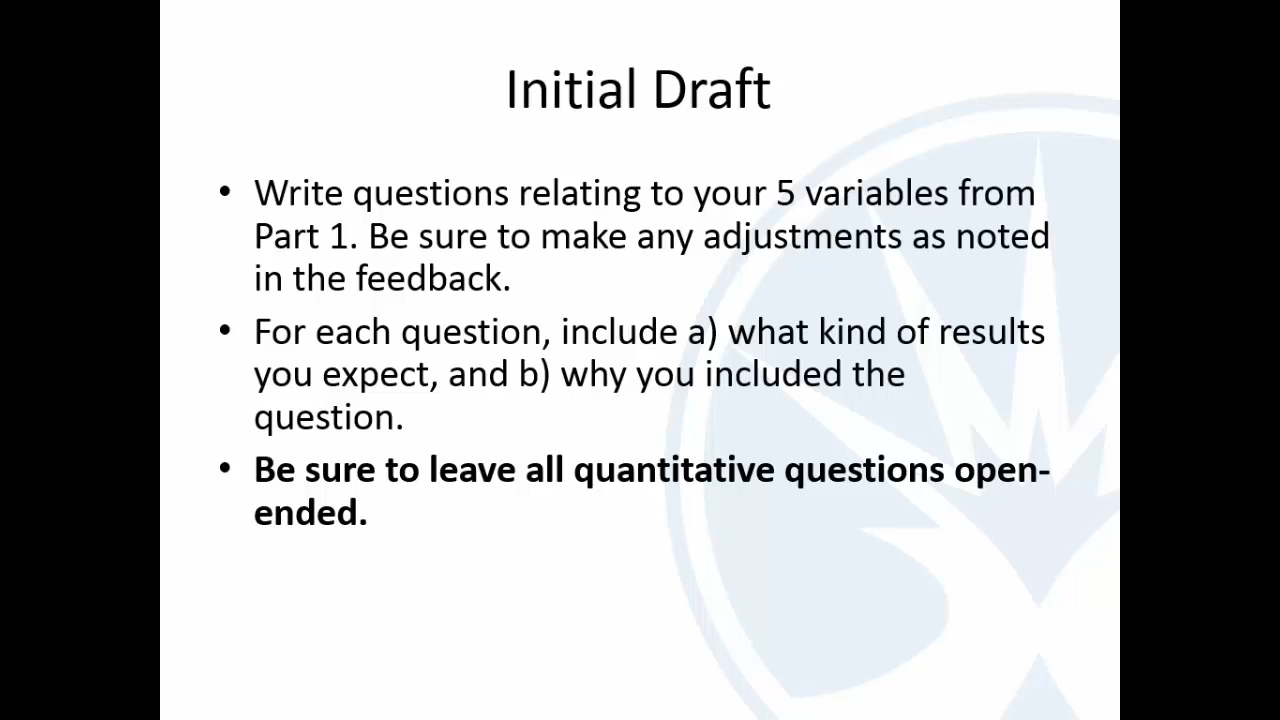 Initial Draft
• Write questions relating to your 5 variables from
Part 1. Be sure to make any adjustments as noted
in the feedback.
• For each question, include a) what kind of results
you expect, and b) why you included the
question.
• Be sure to leave all quantitative questions open-
ended.